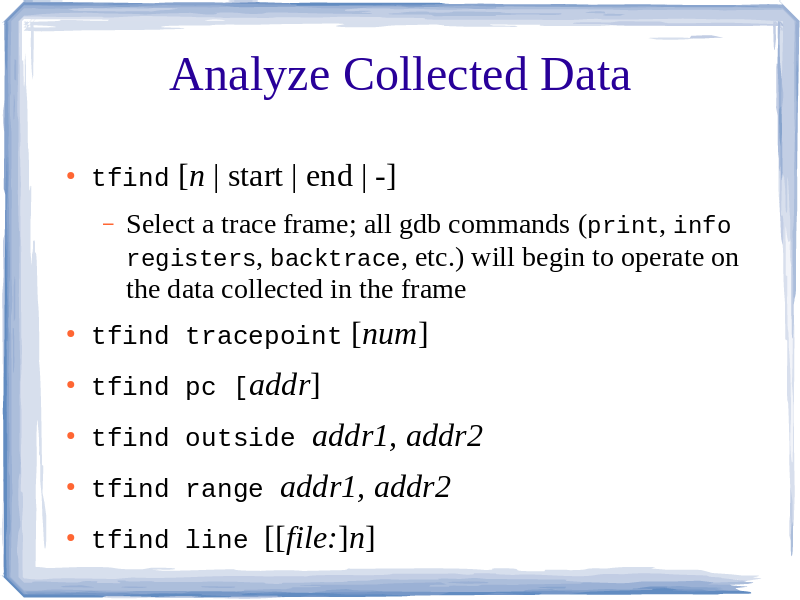 Analyze Collected Data
• tfind [n | start | end | -]
– Select a trace frame; all gdb commands (print, info
registers, backtrace, etc.) will begin to operate on
the data collected in the frame
• tfind tracepoint [num]
• tfind pc [addr]
• tfind outside addr1, addr2
• tfind range addr1, addr2
• tfind line [[file:]n]